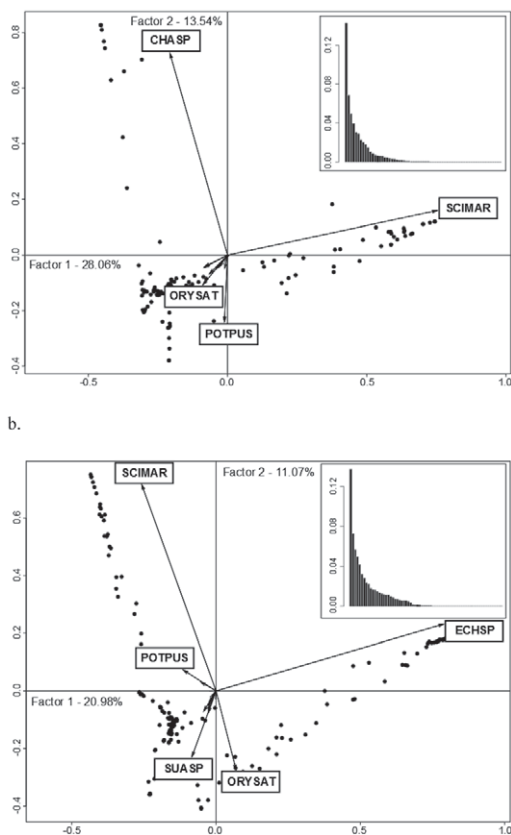 Factor 2 - 13.54%
CHASP
SCIMAR
Factor 1 - 28.06%
ORYSAT
POTPUS
0.8
0.6
0.4
0.2
0.0
-0.2
-0.4
-0.5
0.0
0.5
1.0
0.12
0.08
0.04
0.00
b.
SCIMAR
Factor 2 - 11.07%
ECHSP
POTPUS
Factor 1 - 20.98%
SUASP
ORYSAT
0.6
0.4
0.2
0.0
-0.2
-0.4
-0.5
0.0
0.5
1.0
0.12
0.08
0.04
0.00